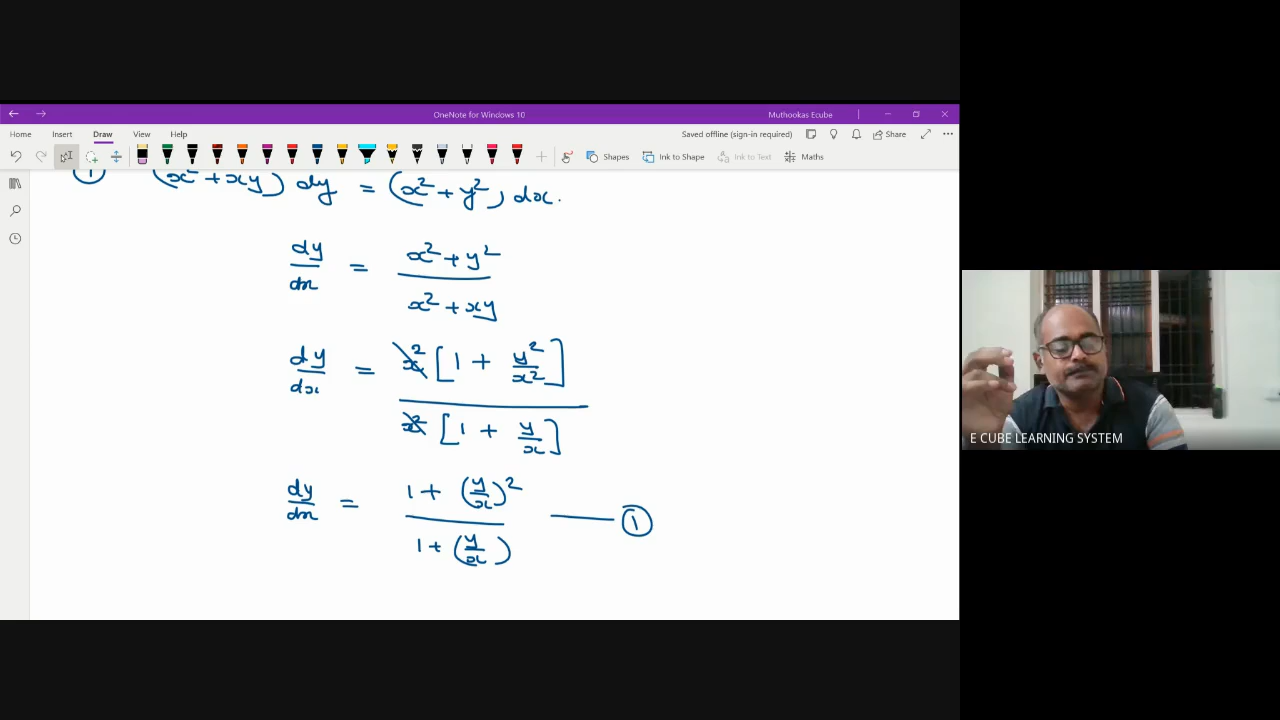 OneNote for Windows 10
Muthookas Ecube
Home Insert Draw View Help
Saved offline (sign-in required)
Share
Shapes
Ink to Shape
Ink to Text
Maths
① (x² + xy) dy = (x² + y²) dx.
dy/dx = x² + y² / x² + xy
dy/dx = x² [1 + y²/x²] / x² [1 + y/x]
dy/dx = 1 + (y/x)² / 1 + (y/x) —— ①
E CUBE LEARNING SYSTEM